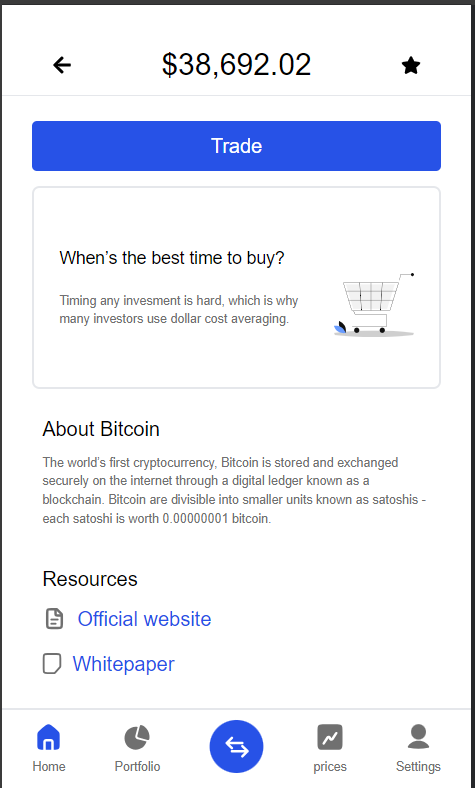 $38,692.02
Trade
When’s the best time to buy?
Timing any invesment is hard, which is why
many investors use dollar cost averaging.
About Bitcoin
The world’s first cryptocurrency, Bitcoin is stored and exchanged
securely on the internet through a digital ledger known as a
blockchain. Bitcoin are divisible into smaller units known as satoshis -
each satoshi is worth 0.00000001 bitcoin.
Resources
Official website
Whitepaper
Home
Portfolio
prices
Settings